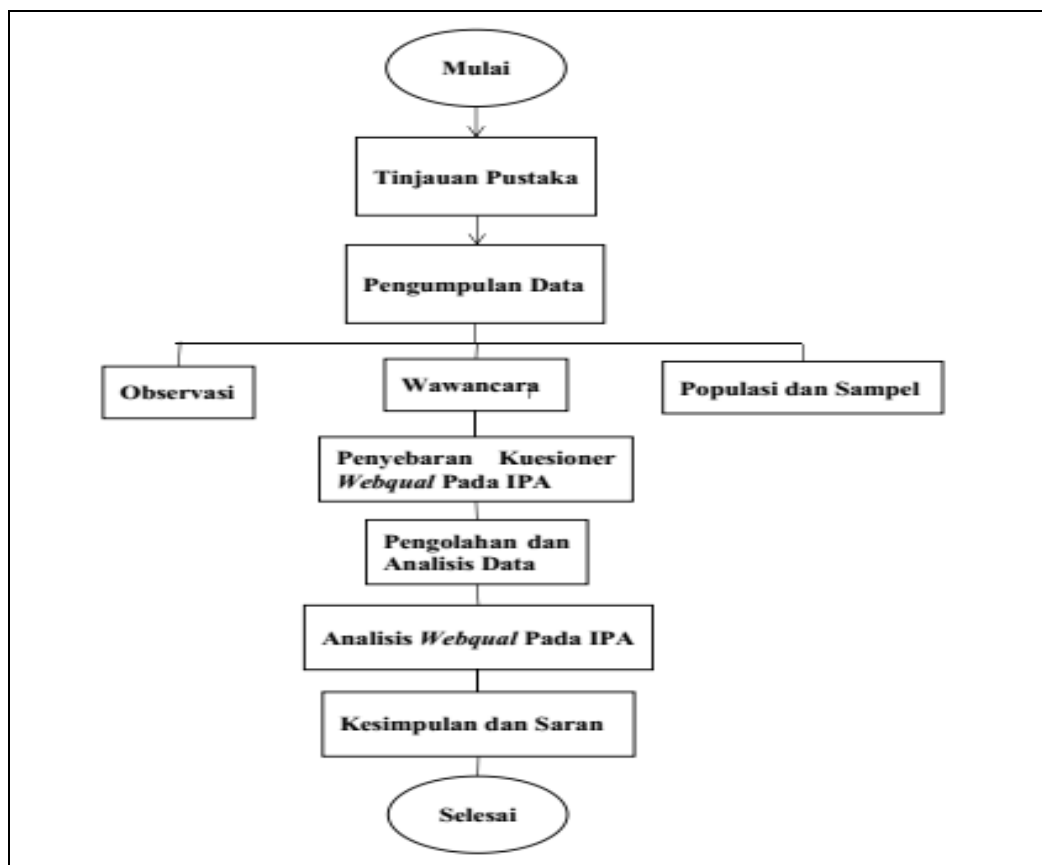 Mulai
Tinjauan Pustaka
Pengumpulan Data
Observasi
Wawancara
Populasi dan Sampel
Penyebaran Kuesioner
Webqual Pada IPA
Pengolahan dan
Analisis Data
Analisis Webqual Pada IPA
Kesimpulan dan Saran
Selesai